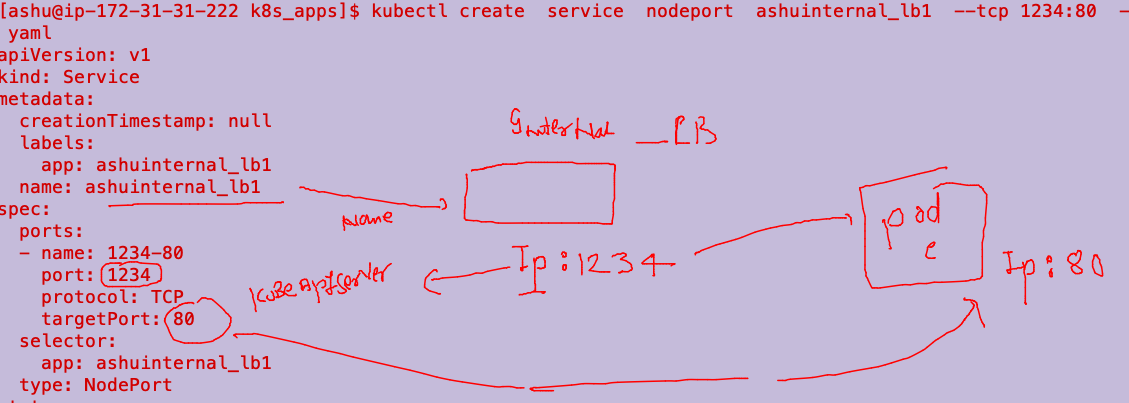 [ashu@ip-172-31-31-222 k8s_apps]$ kubectl create service nodeport ashuinternal_lb1 --tcp 1234:80 -
yaml
apiVersion: v1
kind: Service
metadata:
creationTimestamp: null
labels:
app: ashuinternal_lb1
name: ashuinternal_lb1
spec:
ports:
- name: 1234-80
port: 1234
protocol: TCP
targetPort: 80
selector:
app: ashuinternal_lb1
type: NodePort
Internal _LB
Name
Ip:1234
KubeApiserver
pod
Ip:80